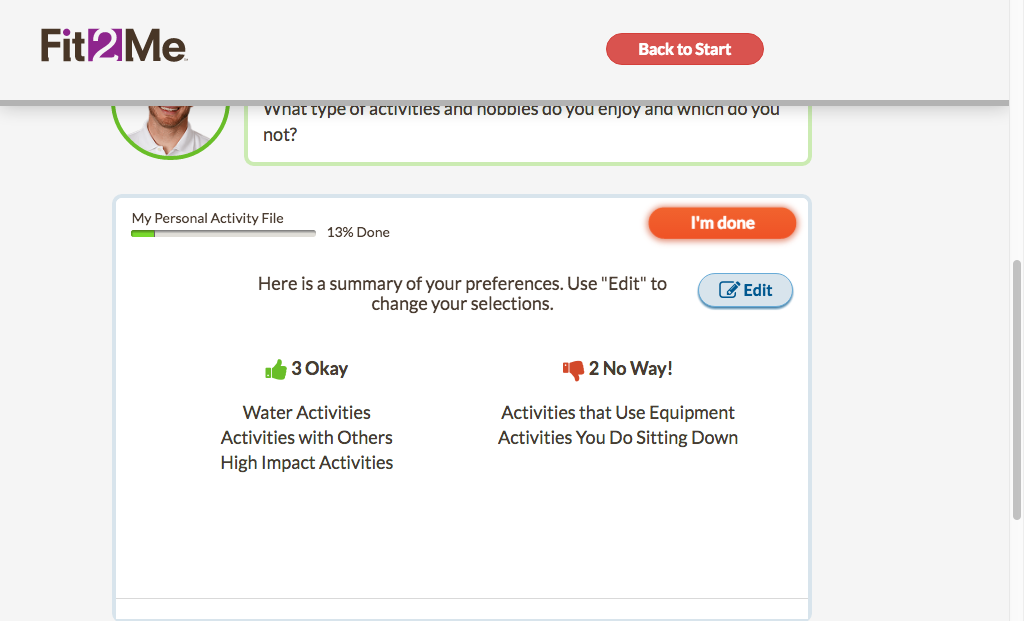 Fit2Me
Back to Start
What type of activities and hobbies do you enjoy and which do you
not?
My Personal Activity File
13% Done
I'm done
Here is a summary of your preferences. Use "Edit" to
change your selections.
Edit
3 Okay
2 No Way!
Water Activities
Activities with Others
High Impact Activities
Activities that Use Equipment
Activities You Do Sitting Down